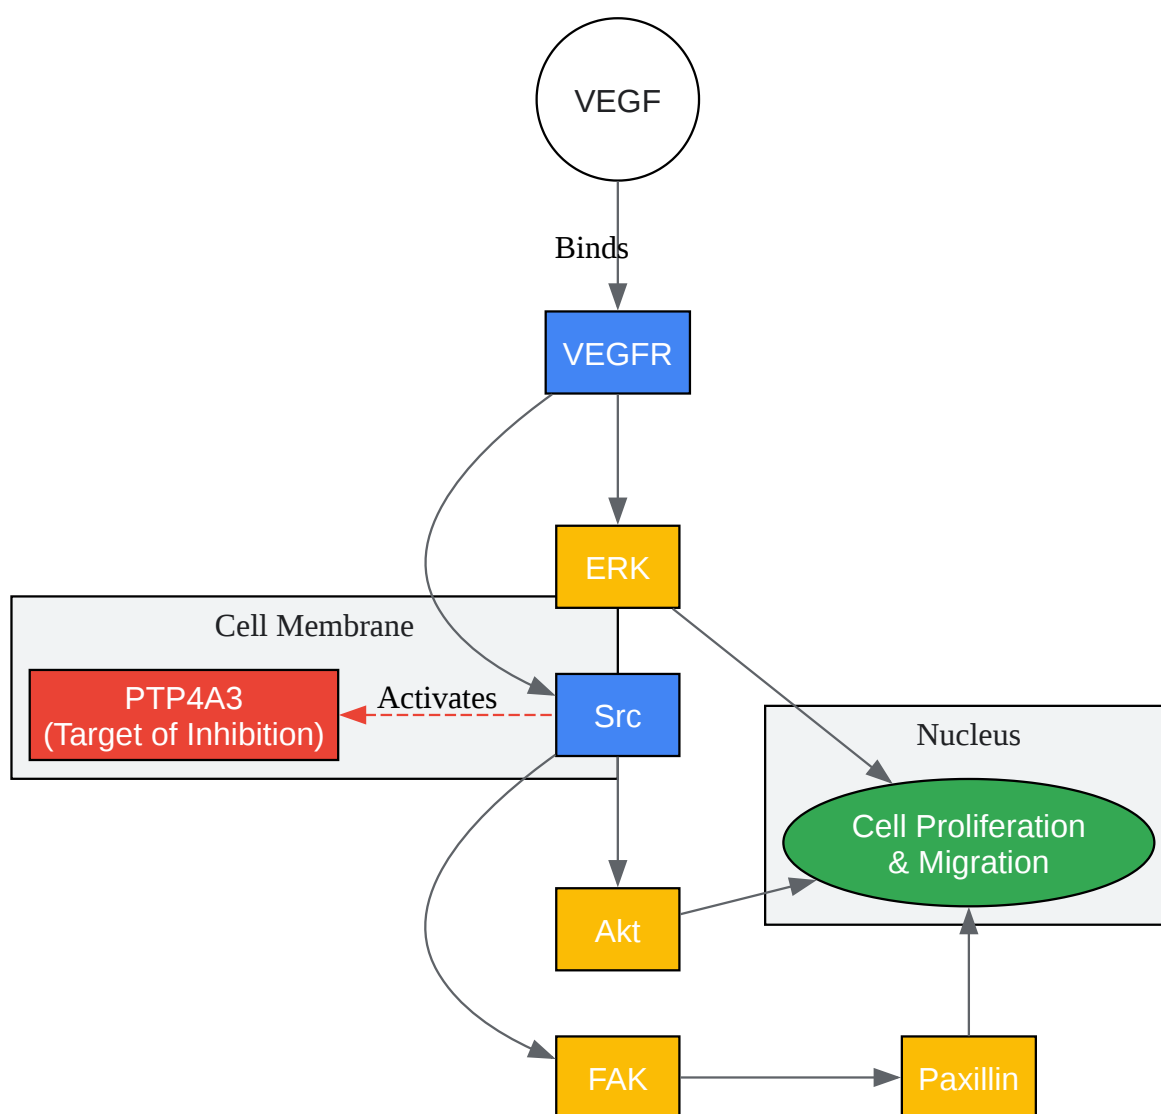 VEGF
Binds
VEGFR
ERK
Cell Membrane
PTP4A3
(Target of Inhibition)
Activates
Src
Nucleus
Cell Proliferation
& Migration
Akt
FAK
Paxillin